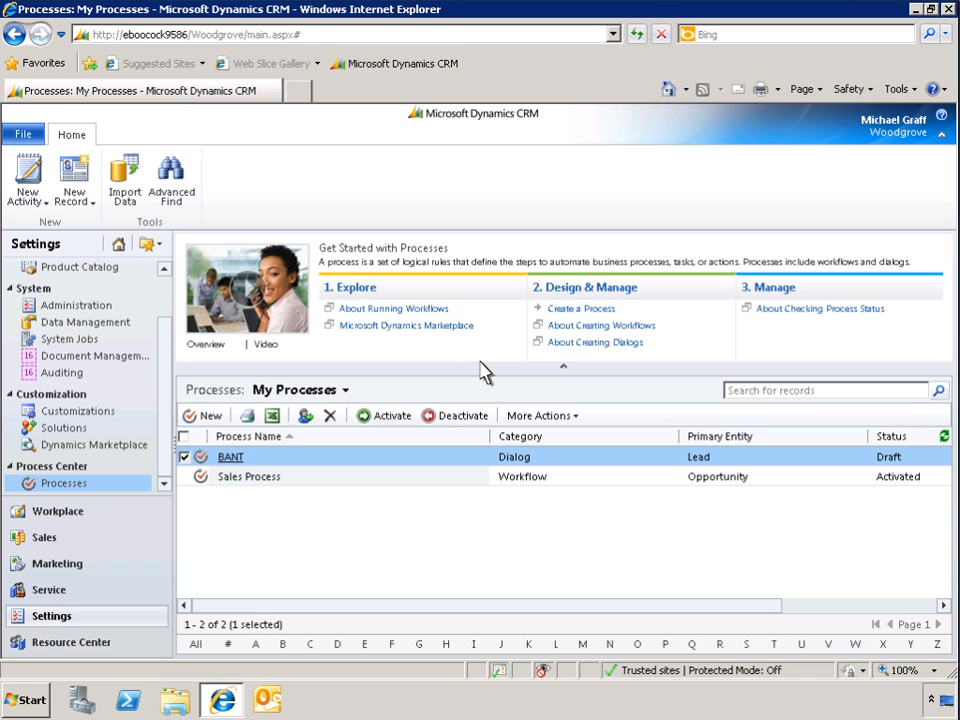 Processes: My Processes - Microsoft Dynamics CRM - Windows Internet Explorer
http://eboocock9586/Woodgrove/main.aspx#
Bing
Favorites
Suggested Sites
Web Slice Gallery
Microsoft Dynamics CRM
Processes: My Processes - Microsoft Dynamics CRM
Page
Safety
Tools
Microsoft Dynamics CRM
Michael Graff
Woodgrove
File
Home
New Activity
New Record
Import Data
Advanced Find
New
Tools
Settings
Product Catalog
System
Administration
Data Management
System Jobs
16 Document Managem...
16 Auditing
Customization
Customizations
Solutions
Dynamics Marketplace
Process Center
Processes
Workplace
Sales
Marketing
Service
Settings
Resource Center
Get Started with Processes
A process is a set of logical rules that define the steps to automate business processes, tasks, or actions. Processes include workflows and dialogs.
1. Explore
About Running Workflows
Microsoft Dynamics Marketplace
2. Design & Manage
Create a Process
About Creating Workflows
About Creating Dialogs
3. Manage
About Checking Process Status
Overview | Video
Processes: My Processes
Search for records
New
Activate
Deactivate
More Actions
Process Name Category Primary Entity Status
BANT Dialog Lead Draft
Sales Process Workflow Opportunity Activated
1 - 2 of 2 (1 selected)
Page 1
All # A B C D E F G H I J K L M N O P Q R S T U V W X Y Z
Trusted sites | Protected Mode: Off
100%
Start